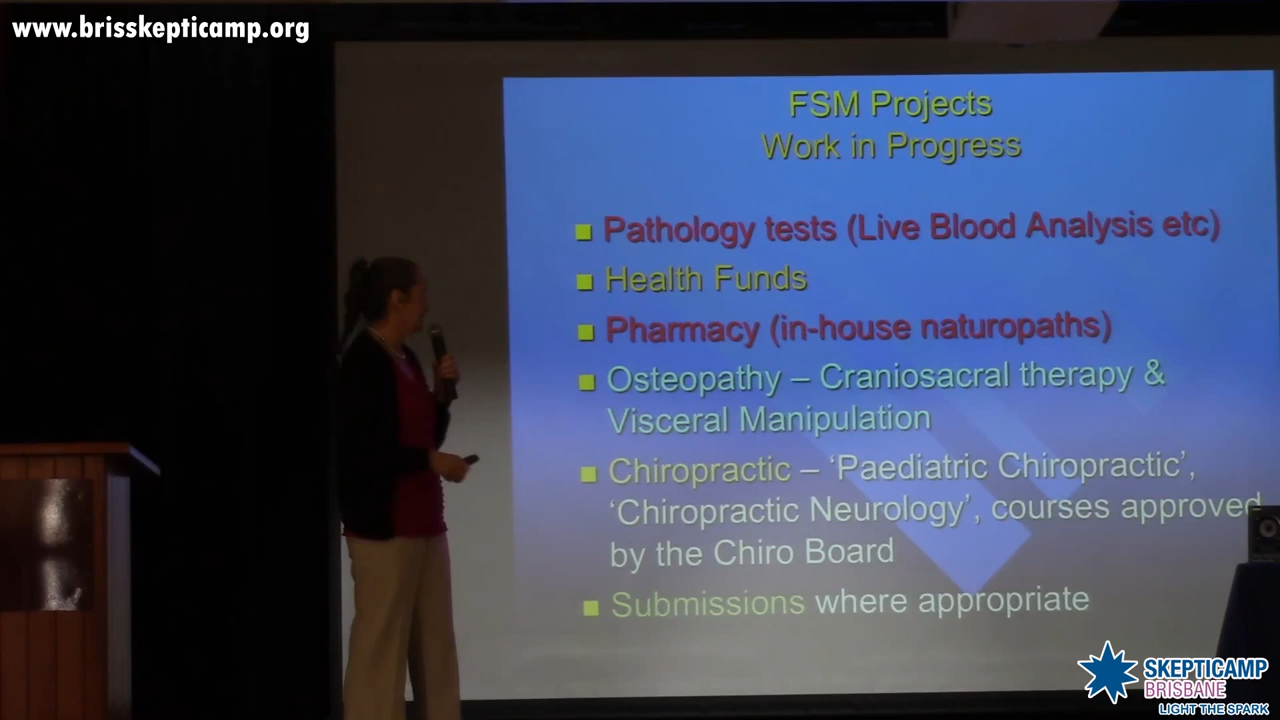 www.brisskepticamp.org
FSM Projects
Work in Progress
Pathology tests (Live Blood Analysis etc)
Health Funds
Pharmacy (in-house naturopaths)
Osteopathy – Craniosacral therapy &
Visceral Manipulation
Chiropractic – ‘Paediatric Chiropractic’,
‘Chiropractic Neurology’, courses approved
by the Chiro Board
Submissions where appropriate
SKEPTICAMP
BRISBANE
LIGHT THE SPARK